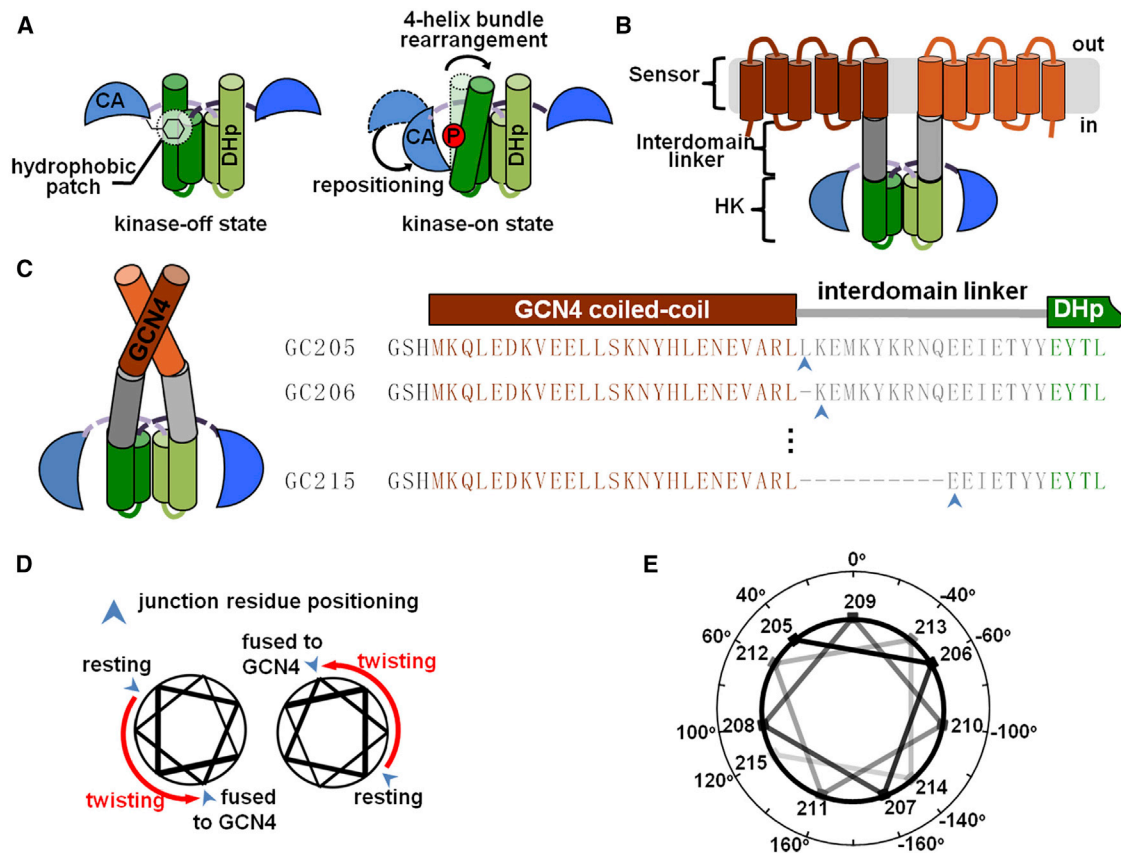 A
CA
DHp
hydrophobic
patch
kinase-off state
4-helix bundle
rearrangement
CA
P
DHp
repositioning
kinase-on state
B
Sensor
out
in
Interdomain
linker
HK
C
GCN4
GCN4 coiled-coil
interdomain linker
DHp
GC205 GSHMKQLEDKVEELLSKNYHLENEVARLLKEMKYKRNQEEIETYYEYTL
GC206 GSHMKQLEDKVEELLSKNYHLENEVARL-KEMKYKRNQEEIETYYEYTL
⋮
GC215 GSHMKQLEDKVEELLSKNYHLENEVARL----------EEIETYYEYTL
D
junction residue positioning
resting
twisting
fused
to GCN4
fused to
GCN4
twisting
resting
E
0°
40° -40°
60° -60°
100° -100°
120°
-140°
160° -160°
209
205 213
212 206
208 210
215 214
211 207